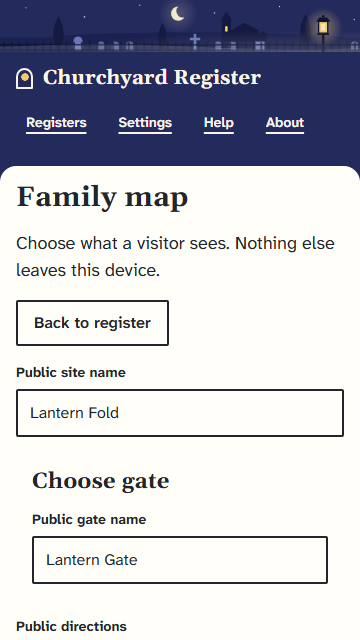 Churchyard Register
Registers Settings Help About
Family map
Choose what a visitor sees. Nothing else
leaves this device.
Back to register
Public site name
Lantern Fold
Choose gate
Public gate name
Lantern Gate
Public directions